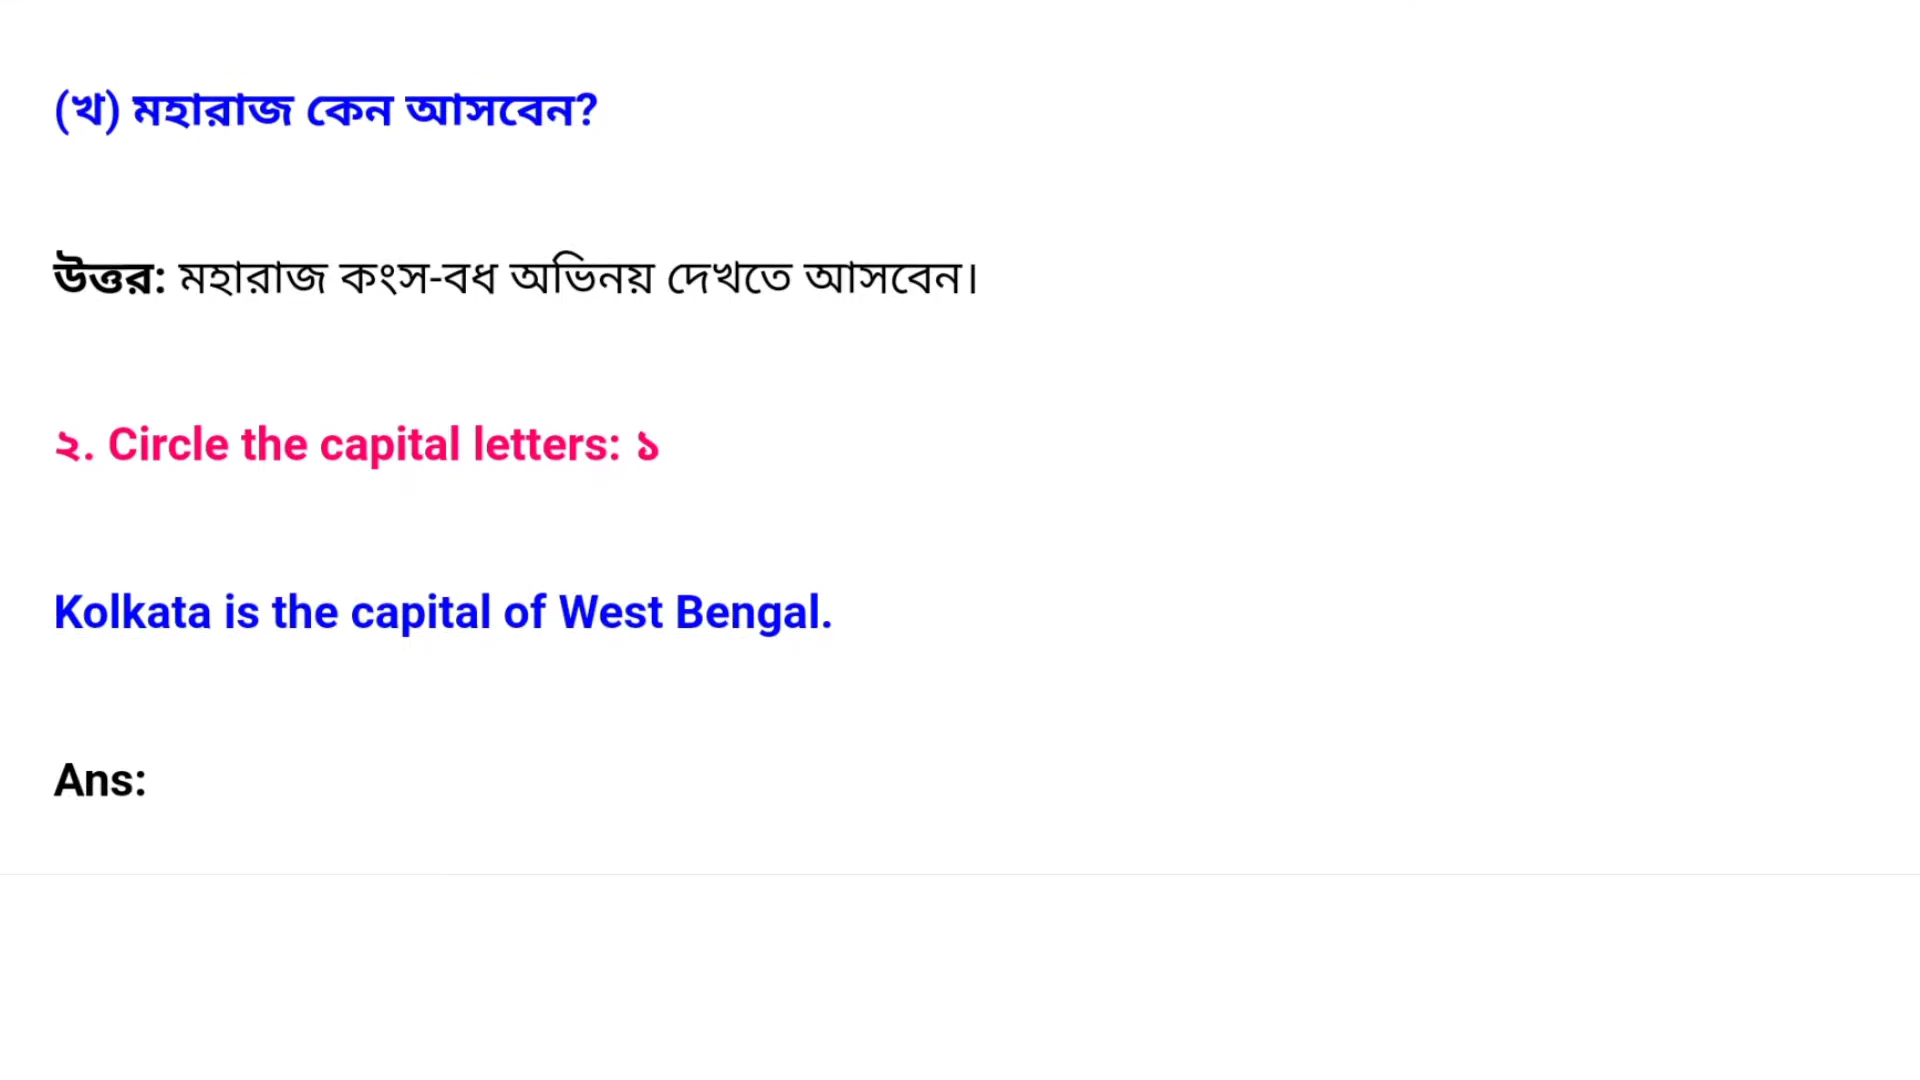 (খ) মহারাজ কেন আসবেন?
উত্তর: মহারাজ কংস-বধ অভিনয় দেখতে আসবেন।
২. Circle the capital letters: ১
Kolkata is the capital of West Bengal.
Ans: